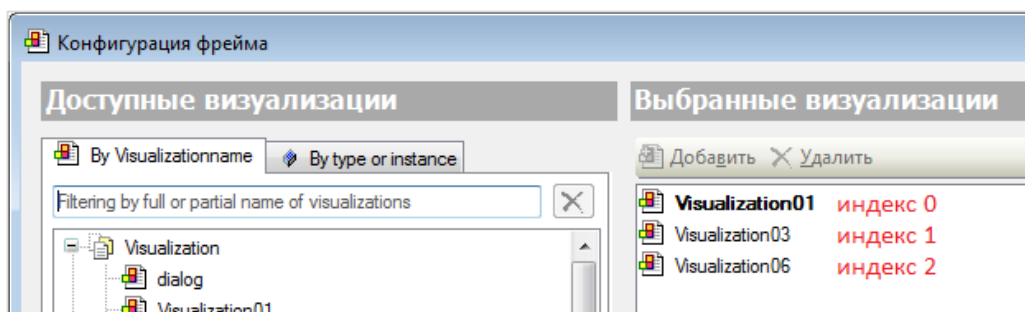 Конфигурация фрейма
Доступные визуализации
Выбранные визуализации
By Visualizationname
By type or instance
Добавить
Удалить
Filtering by full or partial name of visualizations
Visualization01 индекс 0
Visualization03 индекс 1
Visualization06 индекс 2
Visualization
dialog
Visualization01